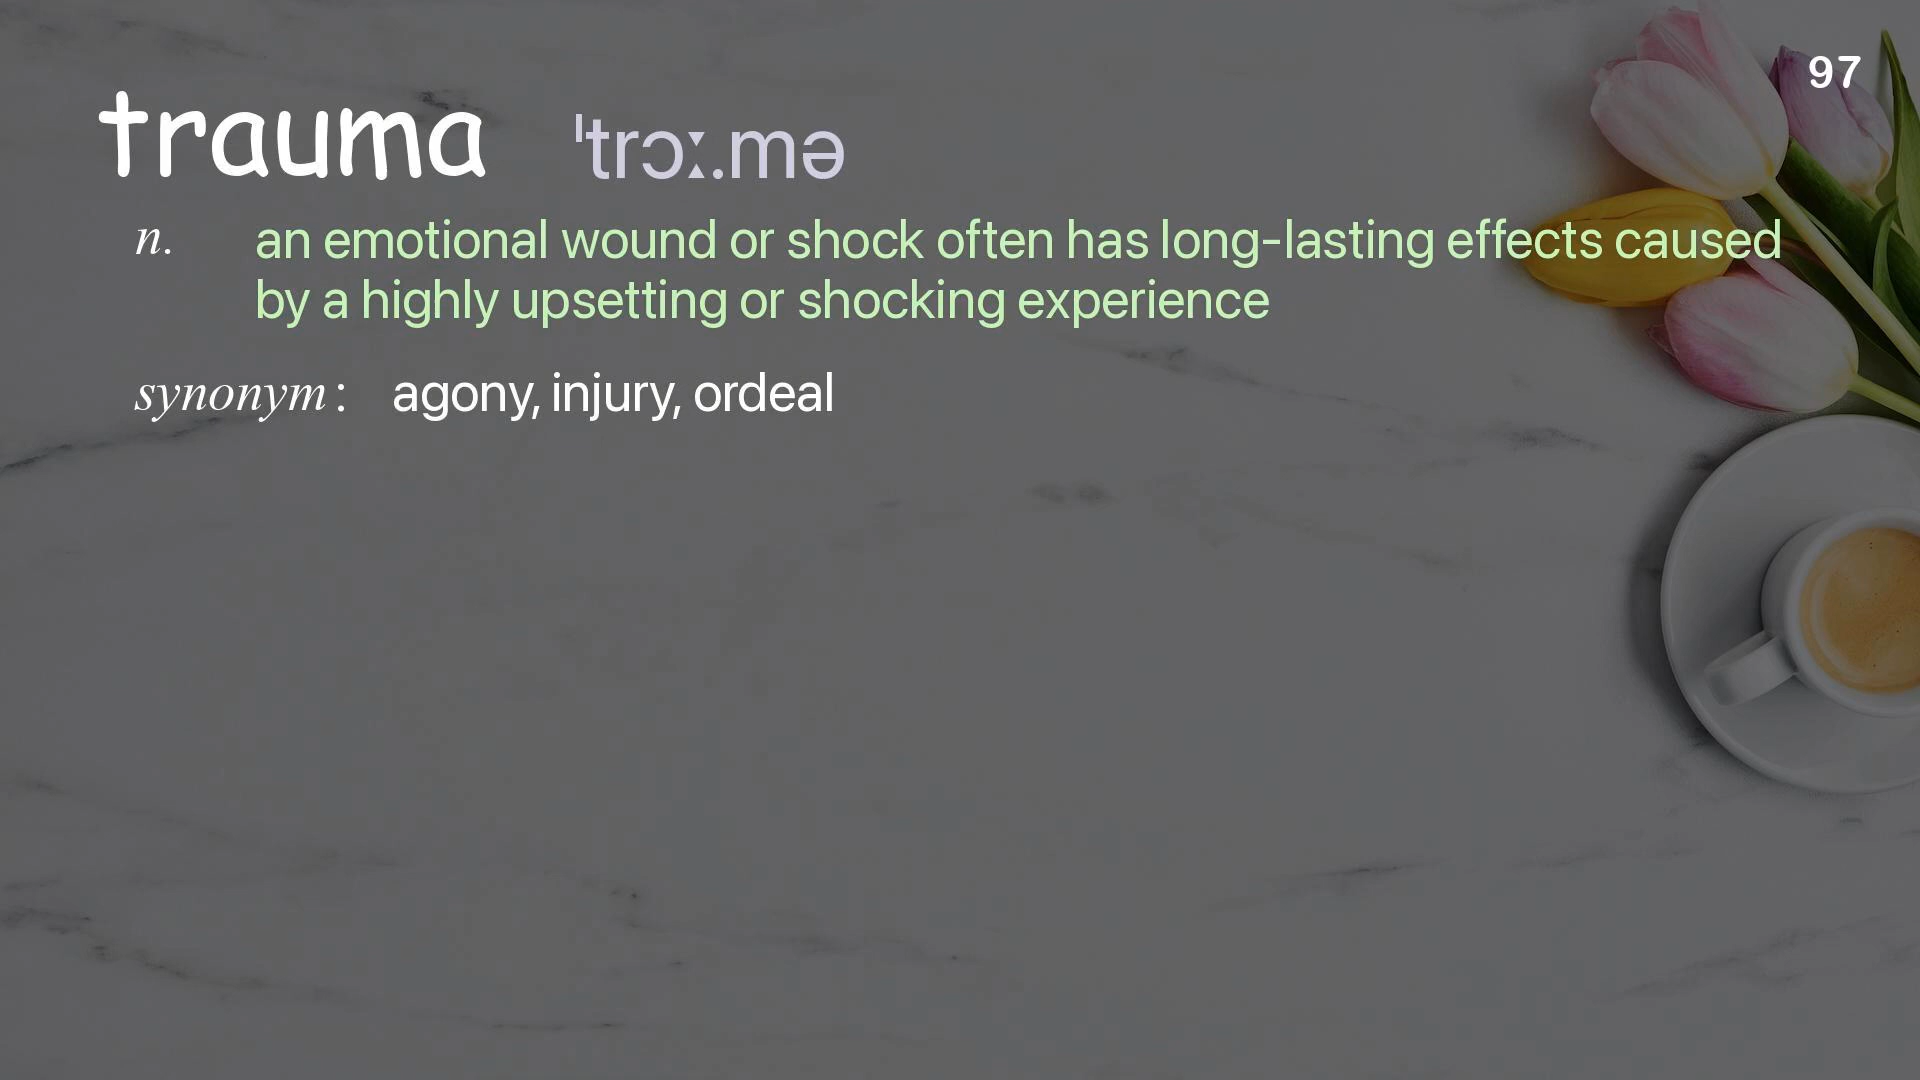 97
trauma ˈtrɔː.mə
n. an emotional wound or shock often has long-lasting effects caused
by a highly upsetting or shocking experience
synonym: agony, injury, ordeal